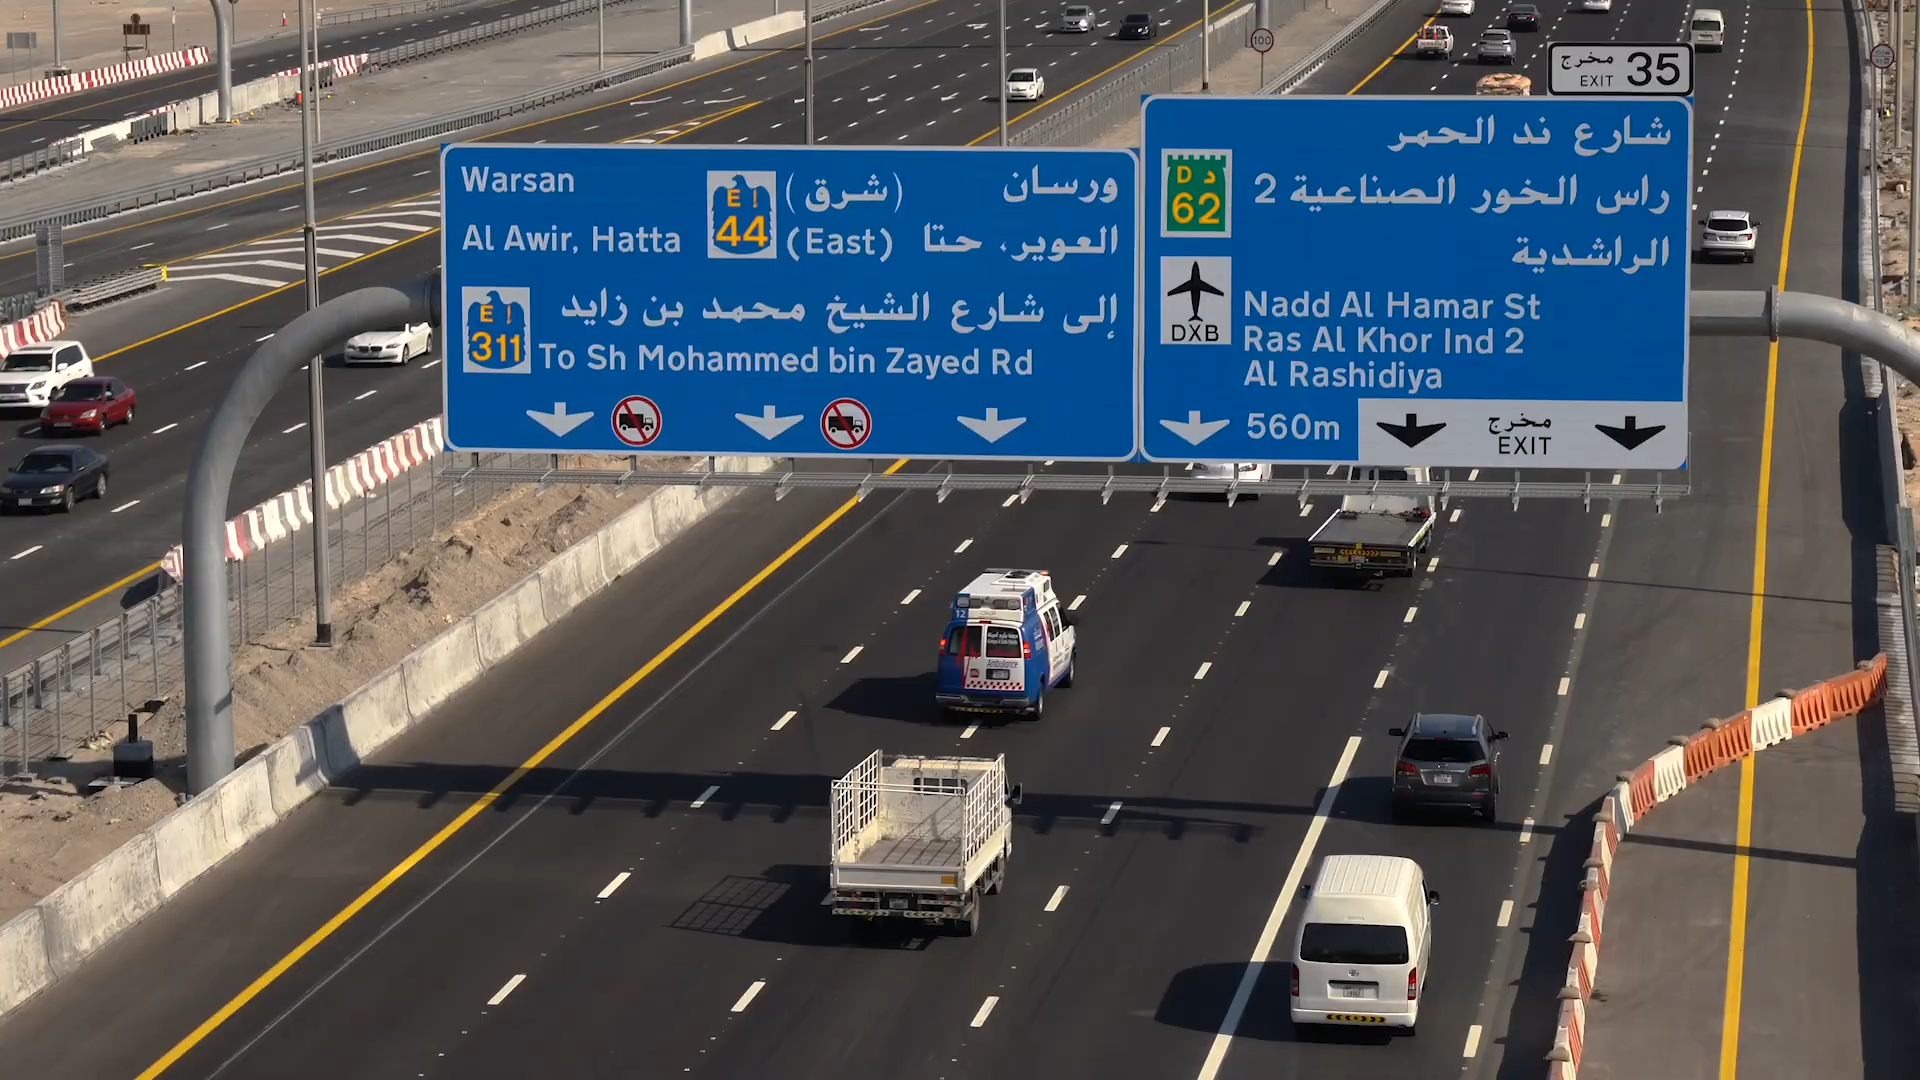 100
مخرج 35
EXIT
Warsan
ورسان
Al Awir, Hatta
E إ
44
(شرق)
(East)
العوير، حتا
E إ
311
إلى شارع الشيخ محمد بن زايد
To Sh Mohammed bin Zayed Rd
شارع ند الحمر
D د
62
راس الخور الصناعية 2
الراشدية
DXB
Nadd Al Hamar St
Ras Al Khor Ind 2
Al Rashidiya
560m
مخرج
EXIT
12
Ambulance